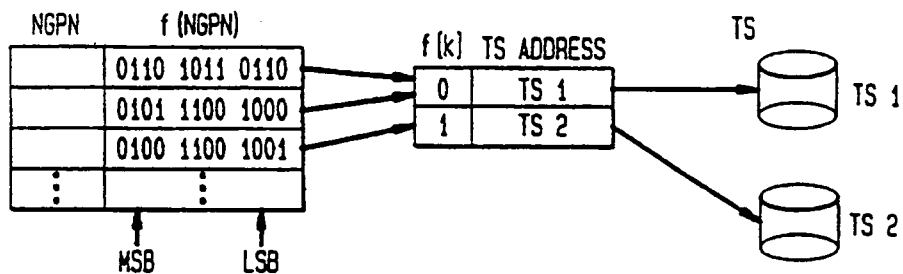 NGPN f (NGPN)
0110 1011 0110
0101 1100 1000
0100 1100 1001
MSB LSB
f (k) TS ADDRESS
0 TS 1
1 TS 2
TS
TS 1
TS 2